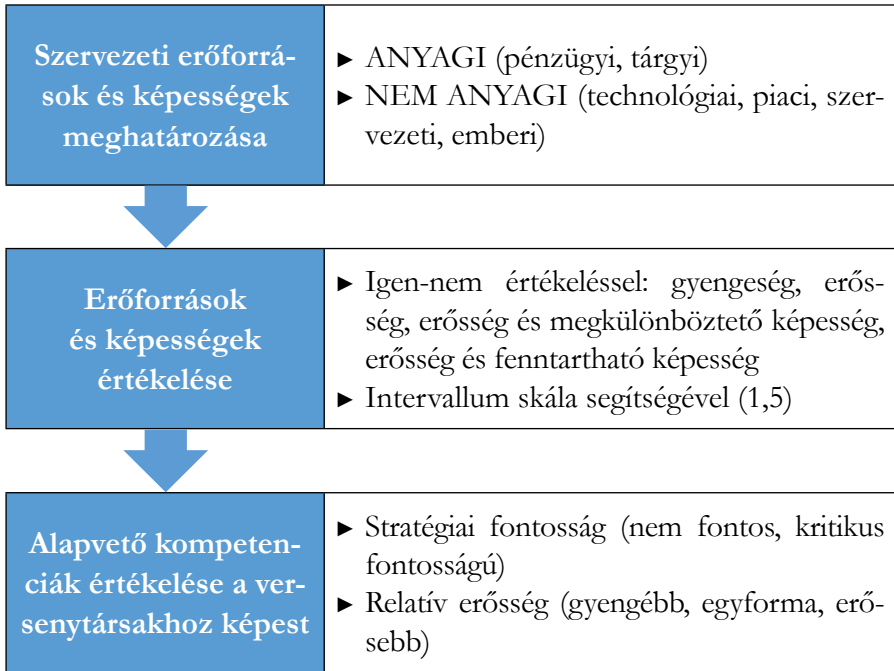 Szervezeti erőforrá-
sok és képességek
meghatározása
► ANYAGI (pénzügyi, tárgyi)
► NEM ANYAGI (technológiai, piaci, szer-
vezeti, emberi)
Erőforrások
és képességek
értékelése
► Igen-nem értékeléssel: gyengeség, erős-
ség, erősség és megkülönböztető képesség,
erősség és fenntartható képesség
► Intervallum skála segítségével (1,5)
Alapvető kompeten-
ciák értékelése a ver-
senytársakhoz képest
► Stratégiai fontosság (nem fontos, kritikus
fontosságú)
► Relatív erősség (gyengébb, egyforma, erő-
sebb)